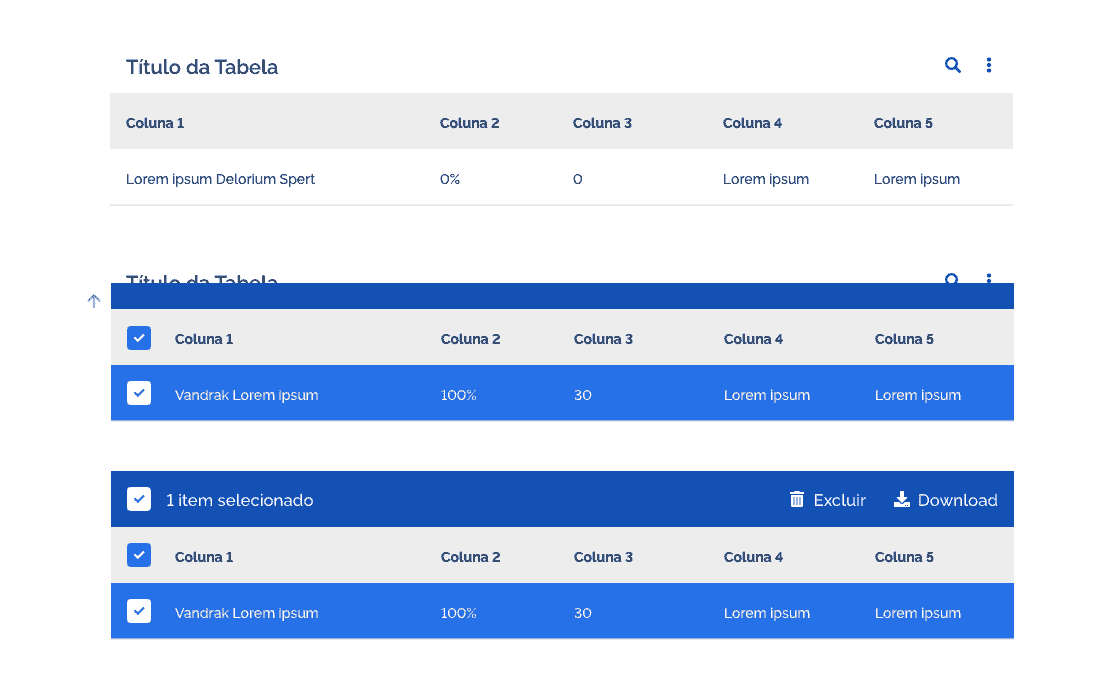 Título da Tabela
Coluna 1 Coluna 2 Coluna 3 Coluna 4 Coluna 5
Lorem ipsum Delorium Spert 0% 0 Lorem ipsum Lorem ipsum
Título da Tabela
Coluna 1 Coluna 2 Coluna 3 Coluna 4 Coluna 5
Vandrak Lorem ipsum 100% 30 Lorem ipsum Lorem ipsum
1 item selecionado Excluir Download
Coluna 1 Coluna 2 Coluna 3 Coluna 4 Coluna 5
Vandrak Lorem ipsum 100% 30 Lorem ipsum Lorem ipsum